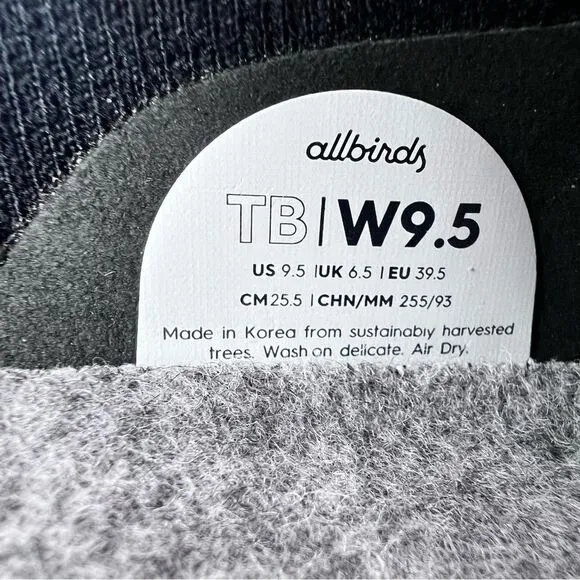 allbirds
TB | W9.5
US 9.5 | UK 6.5 | EU 39.5
CM 25.5 | CHN/MM 255/93
Made in Korea from sustainably harvested
trees. Wash on delicate. Air Dry.